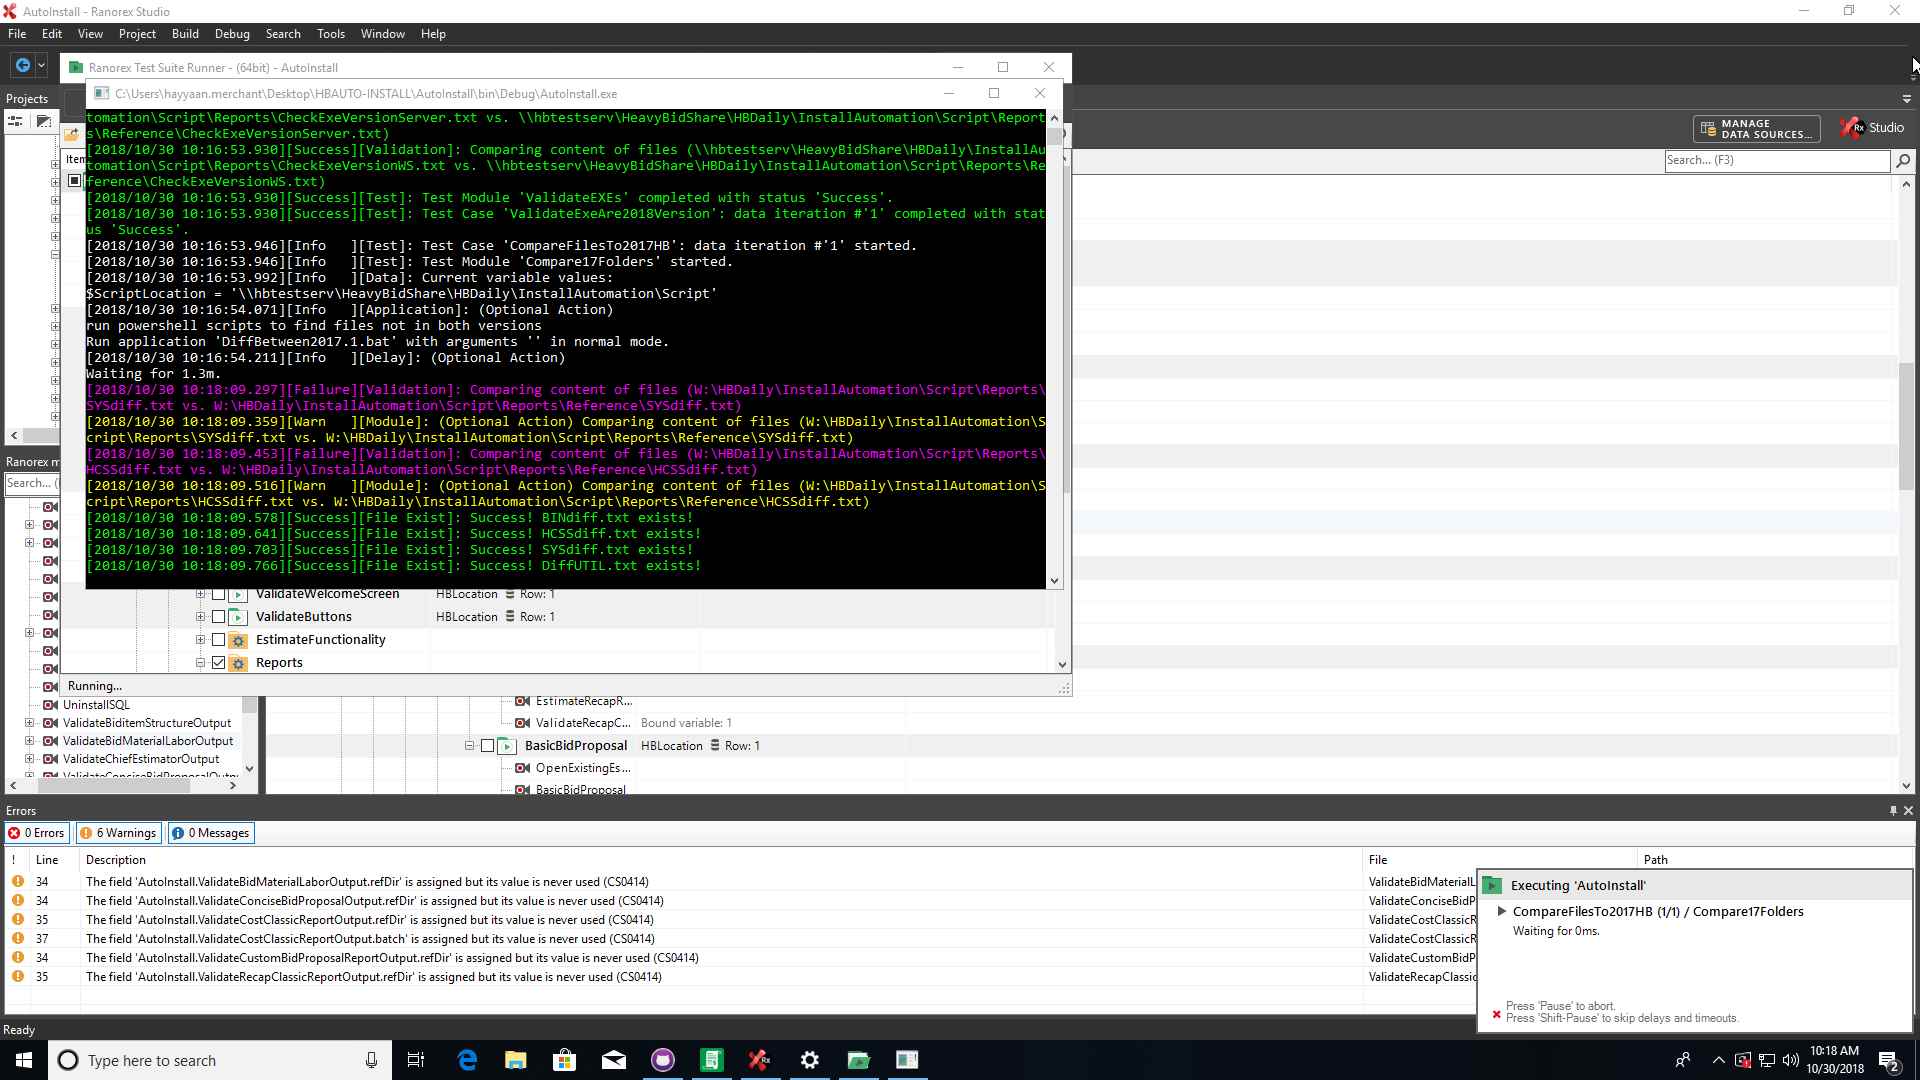 AutoInstall - Ranorex Studio
File Edit View Project Build Debug Search Tools Window Help
Ranorex Test Suite Runner - (64bit) - AutoInstall
Projects
C:\Users\hayyaan.merchant\Desktop\HBAUTO-INSTALL\AutoInstall\bin\Debug\AutoInstall.exe
MANAGE
DATA SOURCES...
Rx Studio
Search... (F3)
Item
tomation\Script\Reports\CheckExeVersionServer.txt vs. \\hbtestserv\HeavyBidShare\HBDaily\InstallAutomation\Script\Report
s\Reference\CheckExeVersionServer.txt)
[2018/10/30 10:16:53.930][Success][Validation]: Comparing content of files (\\hbtestserv\HeavyBidShare\HBDaily\InstallAu
tomation\Script\Reports\CheckExeVersionWS.txt vs. \\hbtestserv\HeavyBidShare\HBDaily\InstallAutomation\Script\Reports\Re
ference\CheckExeVersionWS.txt)
[2018/10/30 10:16:53.930][Success][Test]: Test Module 'ValidateEXEs' completed with status 'Success'.
[2018/10/30 10:16:53.930][Success][Test]: Test Case 'ValidateExeAre2018Version': data iteration #'1' completed with stat
us 'Success'.
[2018/10/30 10:16:53.946][Info   ][Test]: Test Case 'CompareFilesTo2017HB': data iteration #'1' started.
[2018/10/30 10:16:53.946][Info   ][Test]: Test Module 'Compare17Folders' started.
[2018/10/30 10:16:53.992][Info   ][Data]: Current variable values:
$ScriptLocation = '\\hbtestserv\HeavyBidShare\HBDaily\InstallAutomation\Script'
[2018/10/30 10:16:54.071][Info   ][Application]: (Optional Action)
run powershell scripts to find files not in both versions
Run application 'DiffBetween2017.1.bat' with arguments '' in normal mode.
[2018/10/30 10:16:54.211][Info   ][Delay]: (Optional Action)
Waiting for 1.3m.
[2018/10/30 10:18:09.297][Failure][Validation]: Comparing content of files (W:\HBDaily\InstallAutomation\Script\Reports\
SYSdiff.txt vs. W:\HBDaily\InstallAutomation\Script\Reports\Reference\SYSdiff.txt)
[2018/10/30 10:18:09.359][Warn   ][Module]: (Optional Action) Comparing content of files (W:\HBDaily\InstallAutomation\S
cript\Reports\SYSdiff.txt vs. W:\HBDaily\InstallAutomation\Script\Reports\Reference\SYSdiff.txt)
[2018/10/30 10:18:09.453][Failure][Validation]: Comparing content of files (W:\HBDaily\InstallAutomation\Script\Reports\
HCSSdiff.txt vs. W:\HBDaily\InstallAutomation\Script\Reports\Reference\HCSSdiff.txt)
[2018/10/30 10:18:09.516][Warn   ][Module]: (Optional Action) Comparing content of files (W:\HBDaily\InstallAutomation\S
cript\Reports\HCSSdiff.txt vs. W:\HBDaily\InstallAutomation\Script\Reports\Reference\HCSSdiff.txt)
[2018/10/30 10:18:09.578][Success][File Exist]: Success! BINdiff.txt exists!
[2018/10/30 10:18:09.641][Success][File Exist]: Success! HCSSdiff.txt exists!
[2018/10/30 10:18:09.703][Success][File Exist]: Success! SYSdiff.txt exists!
[2018/10/30 10:18:09.766][Success][File Exist]: Success! DiffUTIL.txt exists!
Ranorex m
Search... (
ValidateWelcomeScreen HBLocation Row: 1
ValidateButtons HBLocation Row: 1
EstimateFunctionality
Reports
Running...
UninstallSQL
ValidateBiditemStructureOutput
ValidateBidMaterialLaborOutput
ValidateChiefEstimatorOutput
ValidateConciseBidProposalOutpu
EstimateRecapR...
ValidateRecapC... Bound variable: 1
BasicBidProposal HBLocation Row: 1
OpenExistingEs...
BasicBidProposal
Errors
0 Errors 6 Warnings 0 Messages
! Line Description File Path
34 The field 'AutoInstall.ValidateBidMaterialLaborOutput.refDir' is assigned but its value is never used (CS0414) ValidateBidMaterialL
34 The field 'AutoInstall.ValidateConciseBidProposalOutput.refDir' is assigned but its value is never used (CS0414) ValidateConciseBidP
35 The field 'AutoInstall.ValidateCostClassicReportOutput.refDir' is assigned but its value is never used (CS0414) ValidateCostClassicR
37 The field 'AutoInstall.ValidateCostClassicReportOutput.batch' is assigned but its value is never used (CS0414) ValidateCostClassicR
34 The field 'AutoInstall.ValidateCustomBidProposalReportOutput.refDir' is assigned but its value is never used (CS0414) ValidateCustomBidP
35 The field 'AutoInstall.ValidateRecapClassicReportOutput.refDir' is assigned but its value is never used (CS0414) ValidateRecapClassic
Executing 'AutoInstall'
CompareFilesTo2017HB (1/1) / Compare17Folders
Waiting for 0ms.
Press 'Pause' to abort.
Press 'Shift-Pause' to skip delays and timeouts.
Ready
Type here to search
10:18 AM
10/30/2018
2